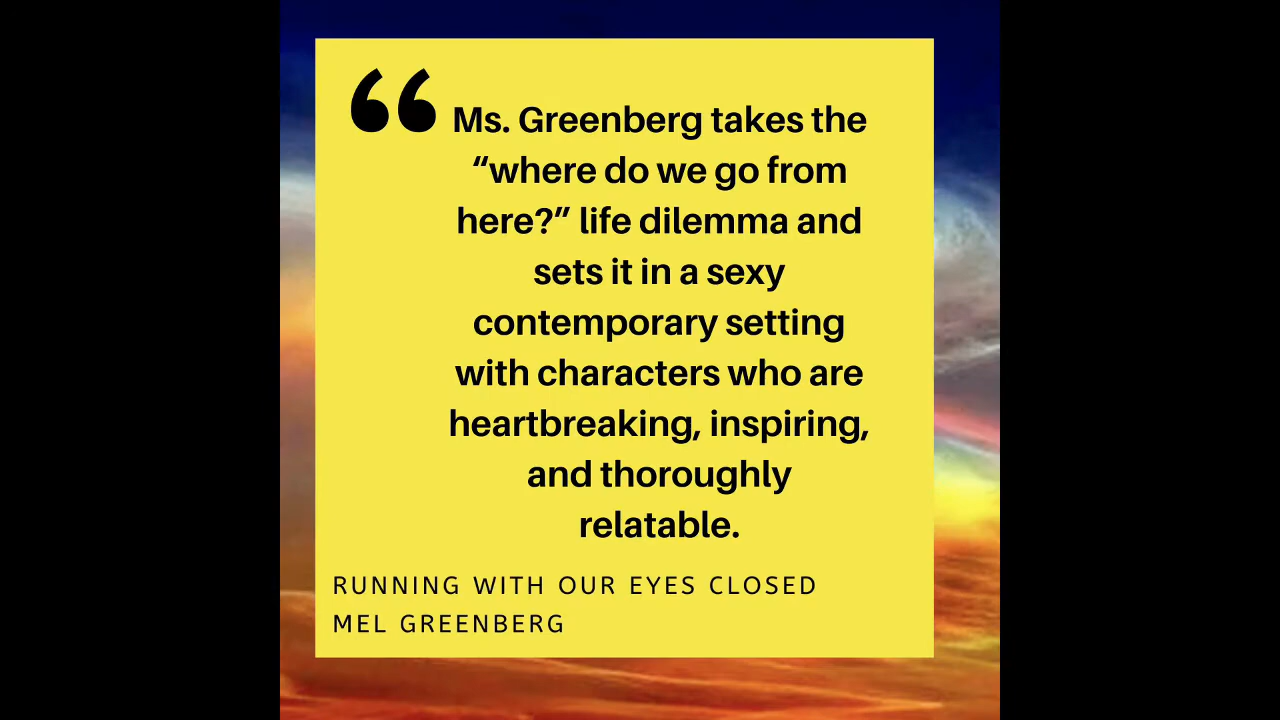 “
Ms. Greenberg takes the
“where do we go from
here?” life dilemma and
sets it in a sexy
contemporary setting
with characters who are
heartbreaking, inspiring,
and thoroughly
relatable.
RUNNING WITH OUR EYES CLOSED
MEL GREENBERG